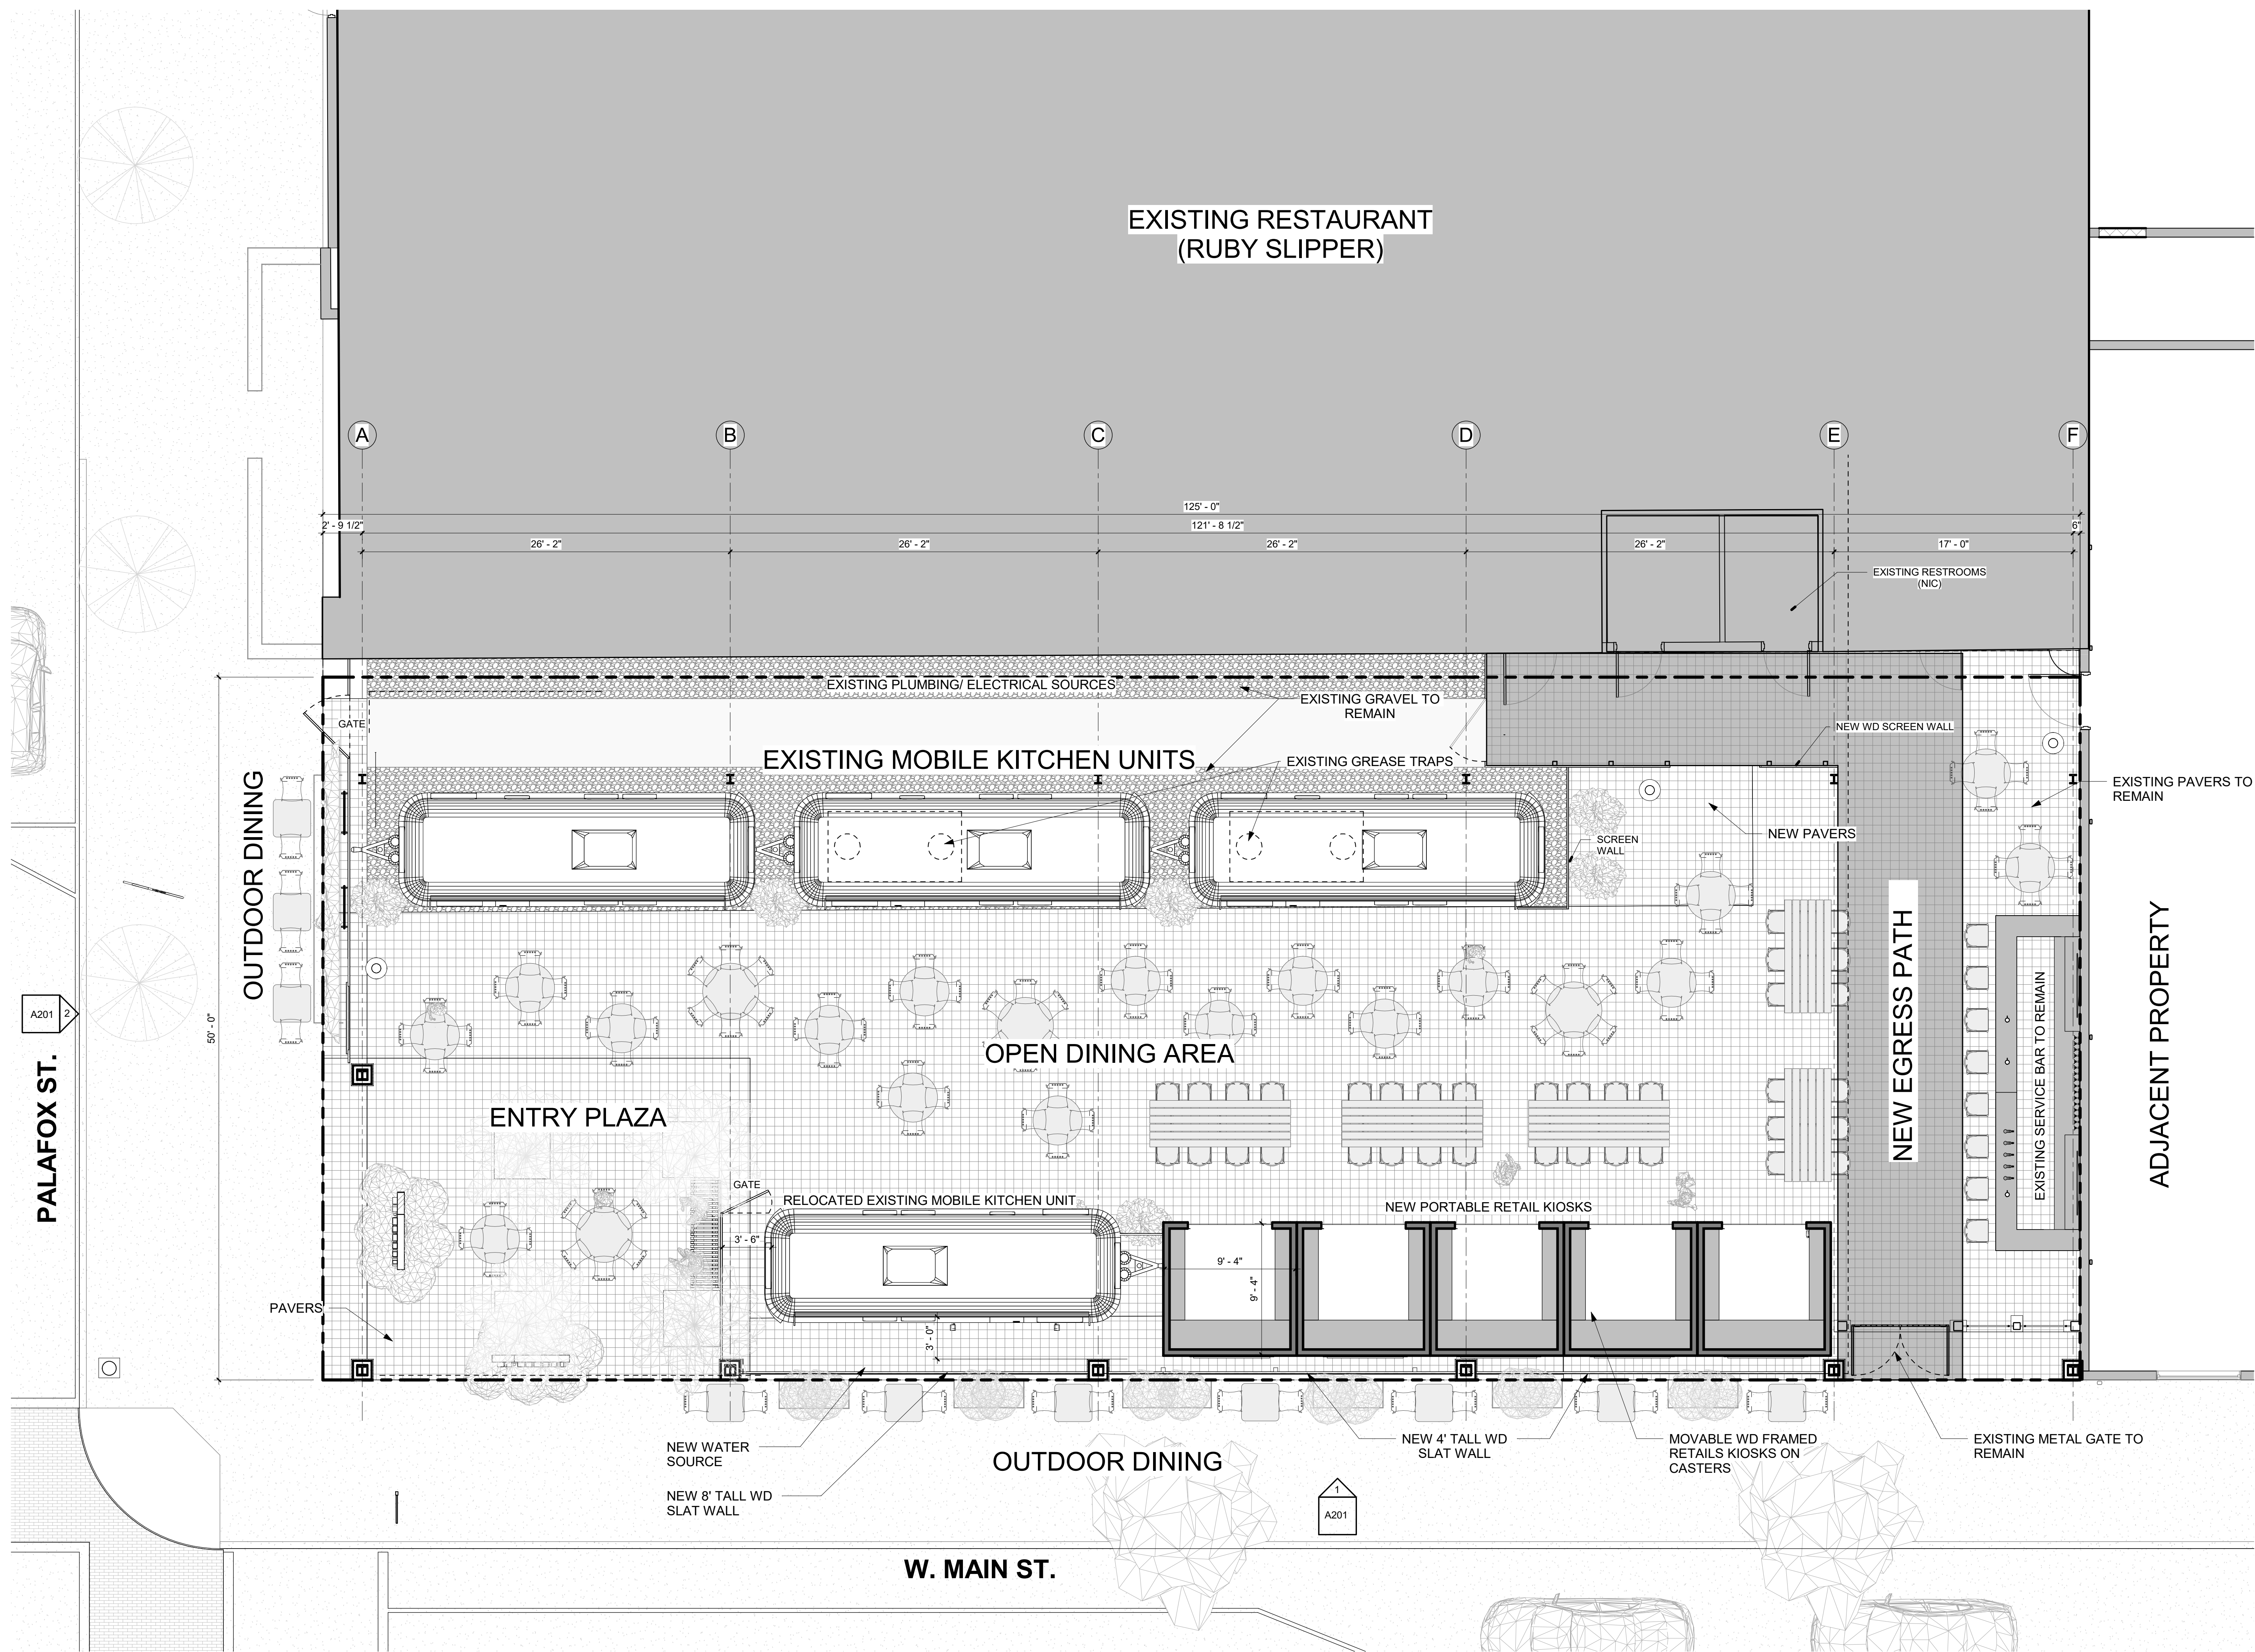 EXISTING RESTAURANT
(RUBY SLIPPER)
A
B
C
D
E
F
125' - 0"
2' - 9 1/2"
121' - 8 1/2"
6"
26' - 2"
26' - 2"
26' - 2"
26' - 2"
17' - 0"
EXISTING RESTROOMS
(NIC)
EXISTING PLUMBING/ ELECTRICAL SOURCES
EXISTING GRAVEL TO
REMAIN
GATE
NEW WD SCREEN WALL
EXISTING MOBILE KITCHEN UNITS
EXISTING GREASE TRAPS
EXISTING PAVERS TO
REMAIN
NEW PAVERS
SCREEN
WALL
OUTDOOR DINING
50' - 0"
A201
2
PALAFOX ST.
OPEN DINING AREA
ENTRY PLAZA
NEW EGRESS PATH
EXISTING SERVICE BAR TO REMAIN
ADJACENT PROPERTY
GATE
RELOCATED EXISTING MOBILE KITCHEN UNIT
NEW PORTABLE RETAIL KIOSKS
3' - 6"
9' - 4"
9' - 4"
3' - 0"
PAVERS
NEW WATER
SOURCE
NEW 8' TALL WD
SLAT WALL
OUTDOOR DINING
NEW 4' TALL WD
SLAT WALL
MOVABLE WD FRAMED
RETAILS KIOSKS ON
CASTERS
EXISTING METAL GATE TO
REMAIN
1
A201
W. MAIN ST.